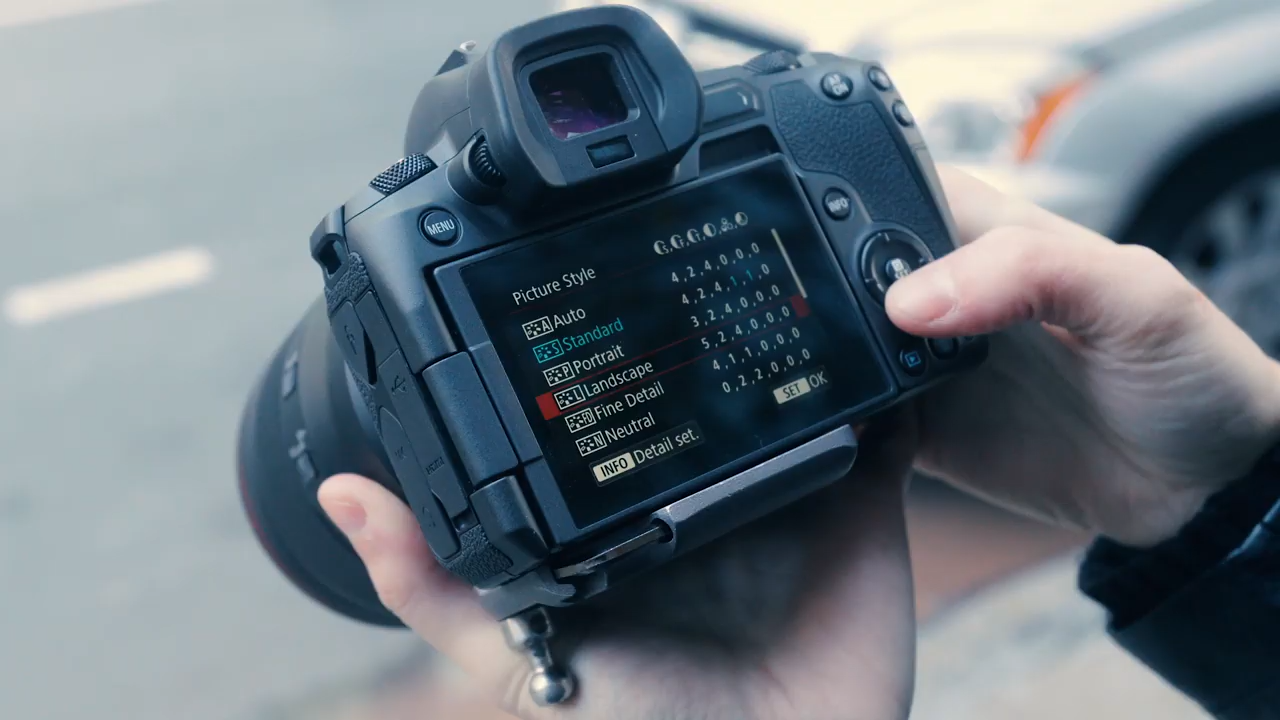 MENU
INFO
Picture Style
Auto 4,2,4,0,0,0
Standard 4,2,4,1,1,0
Portrait 3,2,4,0,0,0
Landscape 5,2,4,0,0,0
Fine Detail 4,1,1,0,0,0
Neutral 0,2,2,0,0,0
INFO Detail set. SET OK